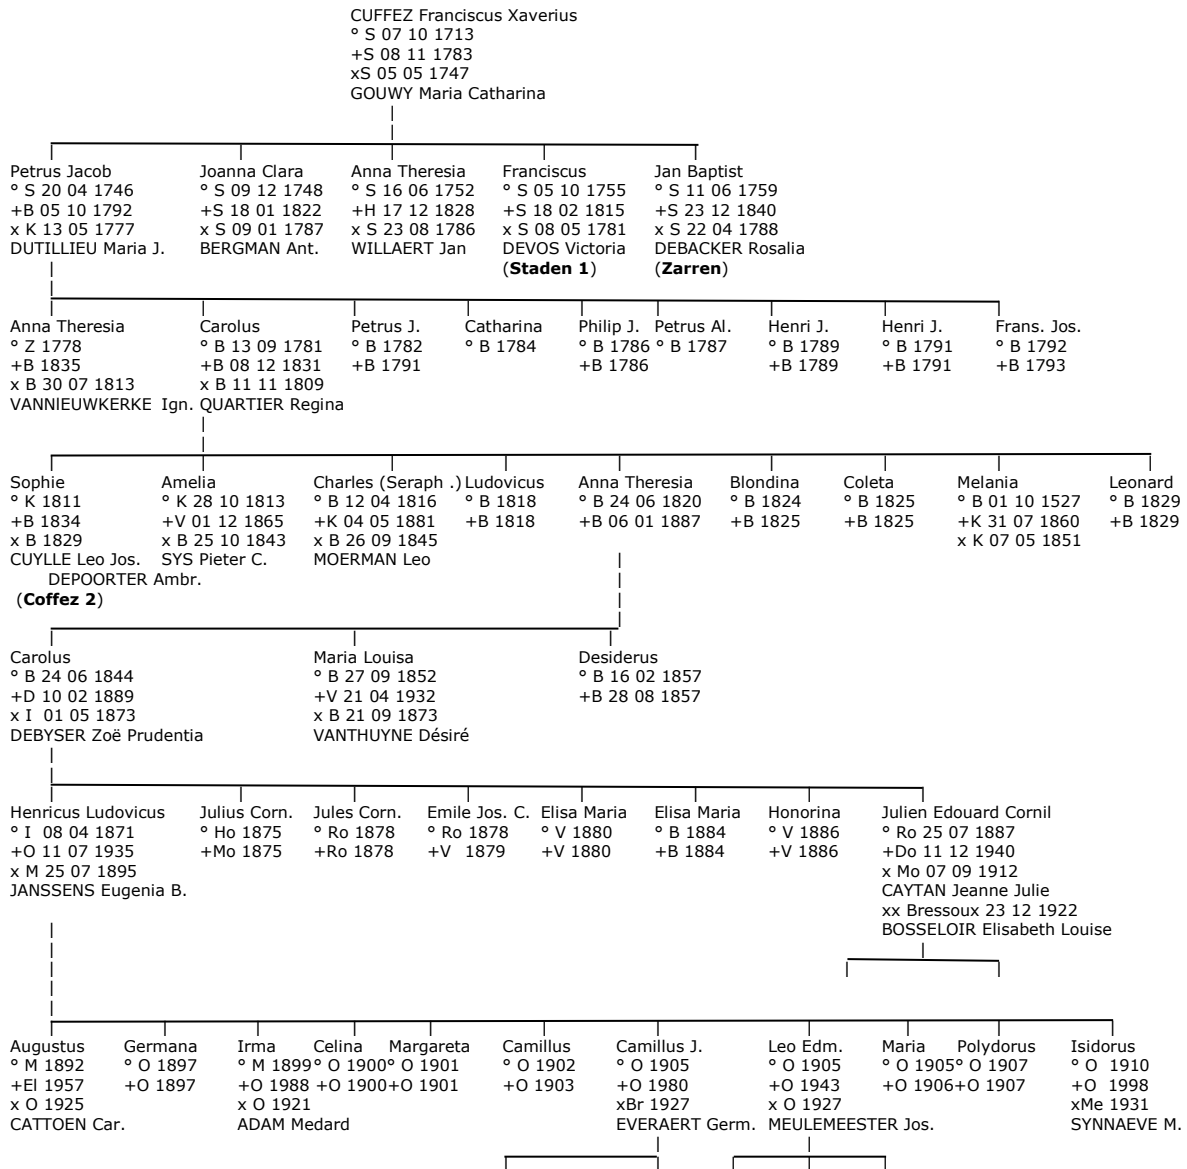 CUFFEZ Franciscus Xaverius
° S 07 10 1713
+S 08 11 1783
xS 05 05 1747
GOUWY Maria Catharina
Petrus Jacob Joanna Clara Anna Theresia Franciscus Jan Baptist
° S 20 04 1746 ° S 09 12 1748 ° S 16 06 1752 ° S 05 10 1755 ° S 11 06 1759
+B 05 10 1792 +S 18 01 1822 +H 17 12 1828 +S 18 02 1815 +S 23 12 1840
x K 13 05 1777 x S 09 01 1787 x S 23 08 1786 x S 08 05 1781 x S 22 04 1788
DUTILLIEU Maria J. BERGMAN Ant. WILLAERT Jan DEVOS Victoria DEBACKER Rosalia
(Staden 1) (Zarren)
Anna Theresia Carolus Petrus J. Catharina Philip J. Petrus Al. Henri J. Henri J. Frans. Jos.
° Z 1778 ° B 13 09 1781 ° B 1782 ° B 1784 ° B 1786 ° B 1787 ° B 1789 ° B 1791 ° B 1792
+B 1835 +B 08 12 1831 +B 1791 +B 1786 +B 1789 +B 1791 +B 1793
x B 30 07 1813 x B 11 11 1809
VANNIEUWKERKE Ign. QUARTIER Regina
Sophie Amelia Charles (Seraph .) Ludovicus Anna Theresia Blondina Coleta Melania Leonard
° K 1811 ° K 28 10 1813 ° B 12 04 1816 ° B 1818 ° B 24 06 1820 ° B 1824 ° B 1825 ° B 01 10 1527 ° B 1829
+B 1834 +V 01 12 1865 +K 04 05 1881 +B 1818 +B 06 01 1887 +B 1825 +B 1825 +K 31 07 1860 +B 1829
x B 1829 x B 25 10 1843 x B 26 09 1845 x K 07 05 1851
CUYLLE Leo Jos. SYS Pieter C. MOERMAN Leo
DEPOORTER Ambr.
(Coffez 2)
Carolus Maria Louisa Desiderus
° B 24 06 1844 ° B 27 09 1852 ° B 16 02 1857
+D 10 02 1889 +V 21 04 1932 +B 28 08 1857
x I 01 05 1873 x B 21 09 1873
DEBYSER Zoë Prudentia VANTHUYNE Désiré
Henricus Ludovicus Julius Corn. Jules Corn. Emile Jos. C. Elisa Maria Elisa Maria Honorina Julien Edouard Cornil
° I 08 04 1871 ° Ho 1875 ° Ro 1878 ° Ro 1878 ° V 1880 ° B 1884 ° V 1886 ° Ro 25 07 1887
+O 11 07 1935 +Mo 1875 +Ro 1878 +V 1879 +V 1880 +B 1884 +V 1886 +Do 11 12 1940
x M 25 07 1895 x Mo 07 09 1912
JANSSENS Eugenia B. CAYTAN Jeanne Julie
xx Bressoux 23 12 1922
BOSSELOIR Elisabeth Louise
Augustus Germana Irma Celina Margareta Camillus Camillus J. Leo Edm. Maria Polydorus Isidorus
° M 1892 ° O 1897 ° M 1899 ° O 1900 ° O 1901 ° O 1902 ° O 1905 ° O 1905 ° O 1905 ° O 1907 ° O 1910
+El 1957 +O 1897 +O 1988 +O 1900 +O 1901 +O 1903 +O 1980 +O 1943 +O 1906 +O 1907 +O 1998
x O 1925 x O 1921 xBr 1927 x O 1927 xMe 1931
CATTOEN Car. ADAM Medard EVERAERT Germ. MEULEMEESTER Jos. SYNNAEVE M.